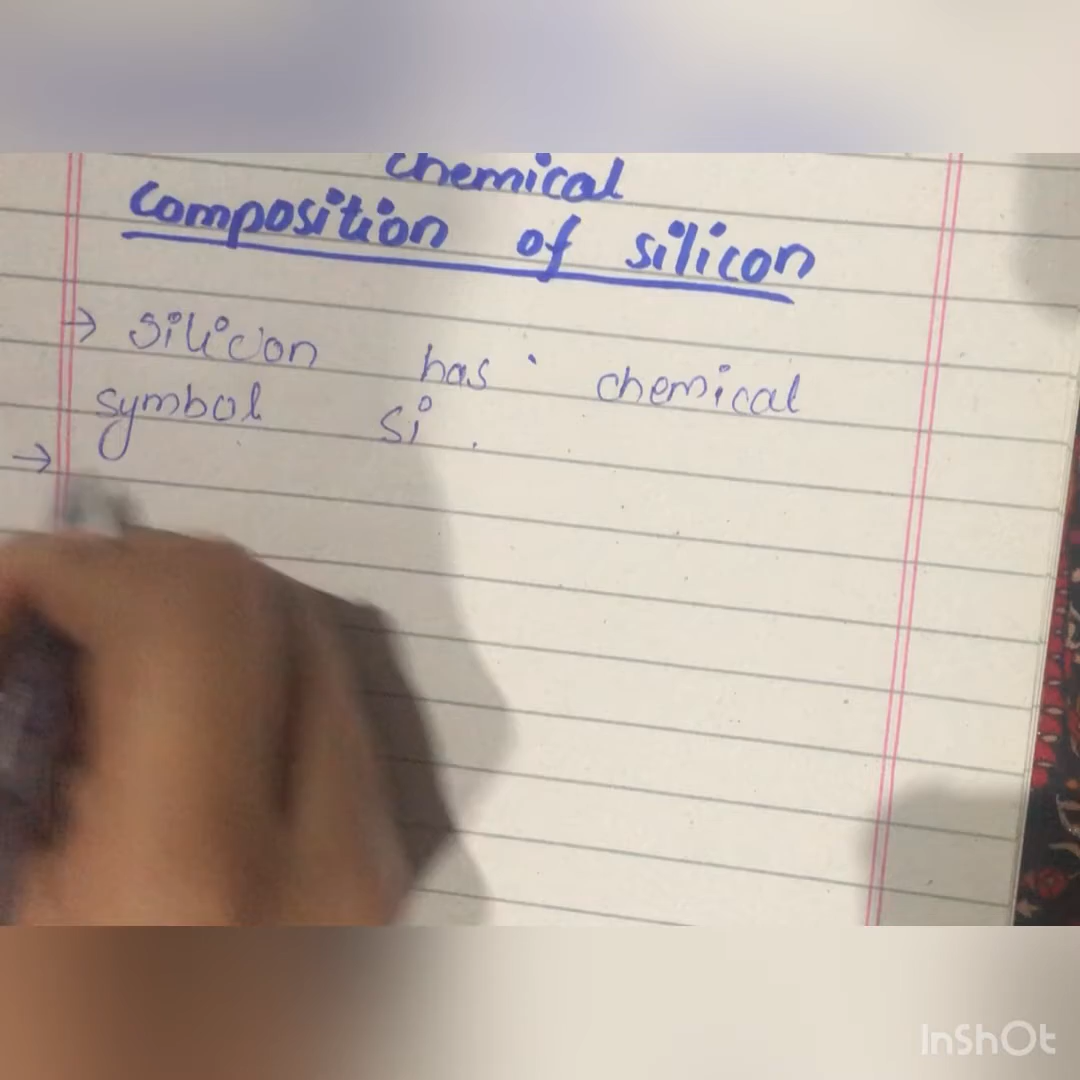 chemical
composition of silicon
→ silicon has chemical
symbol si .
→
InShOt